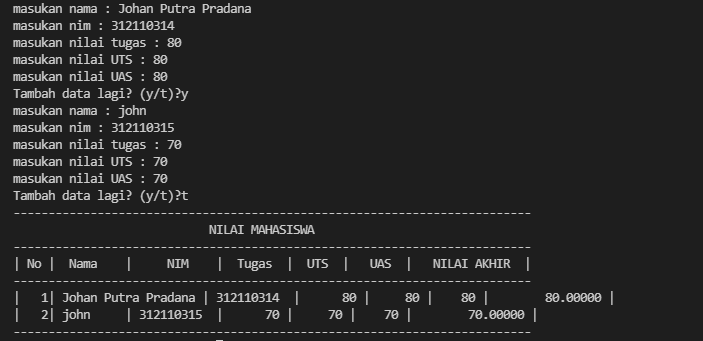 masukan nama : Johan Putra Pradana
masukan nim : 312110314
masukan nilai tugas : 80
masukan nilai UTS : 80
masukan nilai UAS : 80
Tambah data lagi? (y/t)?y
masukan nama : john
masukan nim : 312110315
masukan nilai tugas : 70
masukan nilai UTS : 70
masukan nilai UAS : 70
Tambah data lagi? (y/t)?t
--------------------------------------------------------------------------
                            NILAI MAHASISWA
--------------------------------------------------------------------------
| No |  Nama    |     NIM    |  Tugas  |  UTS  |   UAS  |   NILAI AKHIR  |
--------------------------------------------------------------------------
|   1| Johan Putra Pradana | 312110314  |      80 |     80 |    80 |        80.00000 |
|   2| john     | 312110315  |      70 |    70 |    70 |        70.00000 |
--------------------------------------------------------------------------